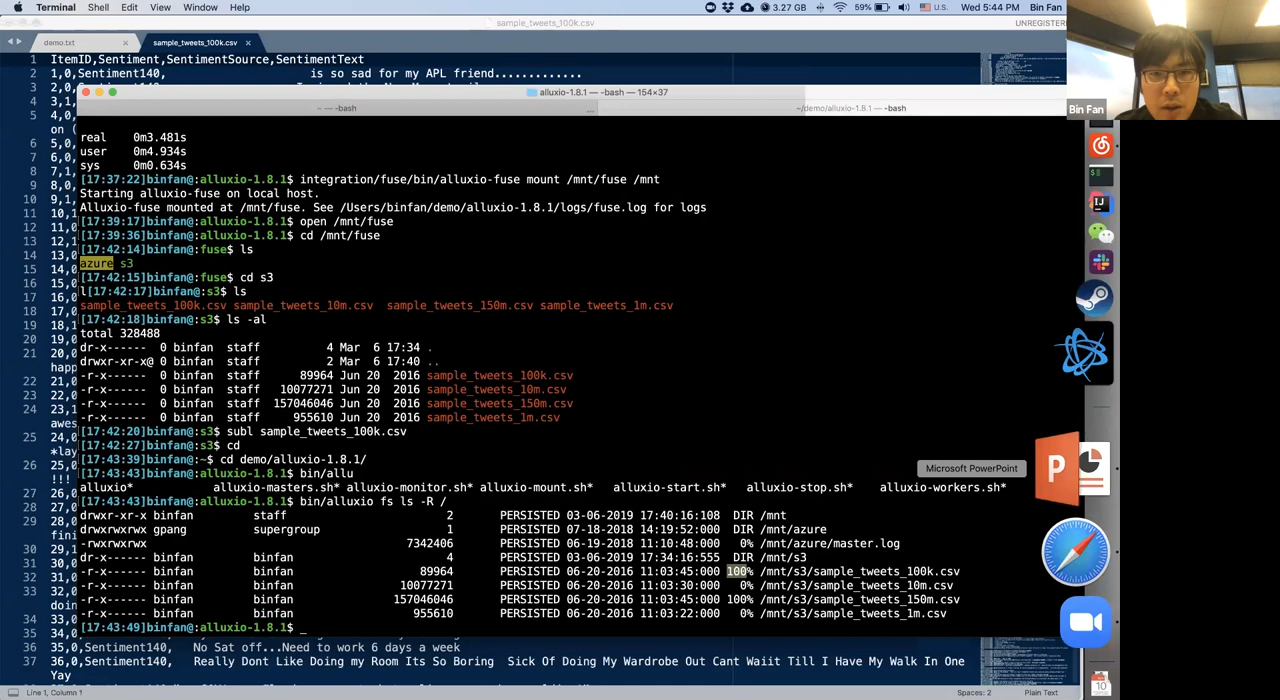 Terminal Shell Edit View Window Help 3.27 GB 59% U.S. Wed 5:44 PM Bin Fan
sample_tweets_100k.csv UNREGISTER
demo.txt sample_tweets_100k.csv
1 ItemID,Sentiment,SentimentSource,SentimentText
2 1,0,Sentiment140, is so sad for my APL friend.............
alluxio-1.8.1 — -bash — 154×37
~ — -bash ~/demo/alluxio-1.8.1 — -bash
Bin Fan
real 0m3.481s
user 0m4.934s
sys 0m0.634s
[17:37:22]binfan@:alluxio-1.8.1$ integration/fuse/bin/alluxio-fuse mount /mnt/fuse /mnt
Starting alluxio-fuse on local host.
Alluxio-fuse mounted at /mnt/fuse. See /Users/binfan/demo/alluxio-1.8.1/logs/fuse.log for logs
[17:39:17]binfan@:alluxio-1.8.1$ open /mnt/fuse
[17:39:36]binfan@:alluxio-1.8.1$ cd /mnt/fuse
[17:42:14]binfan@:fuse$ ls
azure s3
[17:42:15]binfan@:fuse$ cd s3
l[17:42:17]binfan@:s3$ ls
sample_tweets_100k.csv sample_tweets_10m.csv sample_tweets_150m.csv sample_tweets_1m.csv
[17:42:18]binfan@:s3$ ls -al
total 328488
dr-x------ 0 binfan staff 4 Mar 6 17:34 .
drwxr-xr-x@ 0 binfan staff 2 Mar 6 17:40 ..
-r-x------ 0 binfan staff 89964 Jun 20 2016 sample_tweets_100k.csv
-r-x------ 0 binfan staff 10077271 Jun 20 2016 sample_tweets_10m.csv
-r-x------ 0 binfan staff 157046046 Jun 20 2016 sample_tweets_150m.csv
-r-x------ 0 binfan staff 955610 Jun 20 2016 sample_tweets_1m.csv
[17:42:20]binfan@:s3$ subl sample_tweets_100k.csv
[17:42:27]binfan@:s3$ cd
[17:43:39]binfan@:~$ cd demo/alluxio-1.8.1/
[17:43:43]binfan@:alluxio-1.8.1$ bin/allu
alluxio* alluxio-masters.sh* alluxio-monitor.sh* alluxio-mount.sh* alluxio-start.sh* alluxio-stop.sh* alluxio-workers.sh*
[17:43:43]binfan@:alluxio-1.8.1$ bin/alluxio fs ls -R /
drwxr-xr-x binfan staff 2 PERSISTED 03-06-2019 17:40:16:108 DIR /mnt
drwxrwxrwx gpang supergroup 1 PERSISTED 07-18-2018 14:19:52:000 DIR /mnt/azure
-rwxrwxrwx 7342406 PERSISTED 06-19-2018 11:10:48:000 0% /mnt/azure/master.log
dr-x------ binfan binfan 4 PERSISTED 03-06-2019 17:34:16:555 DIR /mnt/s3
-r-x------ binfan binfan 89964 PERSISTED 06-20-2016 11:03:45:000 100% /mnt/s3/sample_tweets_100k.csv
-r-x------ binfan binfan 10077271 PERSISTED 06-20-2016 11:03:30:000 0% /mnt/s3/sample_tweets_10m.csv
-r-x------ binfan binfan 157046046 PERSISTED 06-20-2016 11:03:45:000 100% /mnt/s3/sample_tweets_150m.csv
-r-x------ binfan binfan 955610 PERSISTED 06-20-2016 11:03:22:000 0% /mnt/s3/sample_tweets_1m.csv
[17:43:49]binfan@:alluxio-1.8.1$ _
Microsoft PowerPoint
35 34,0,Sentiment140, No Sat off...Need to work 6 days a week
37 36,0,Sentiment140, Really Dont Like Doing my Room Its So Boring Sick Of Doing My Wardrobe Out Cant Waiit Till I Have My Walk In One
Yay
Line 1, Column 1 Spaces: 2 Plain Text